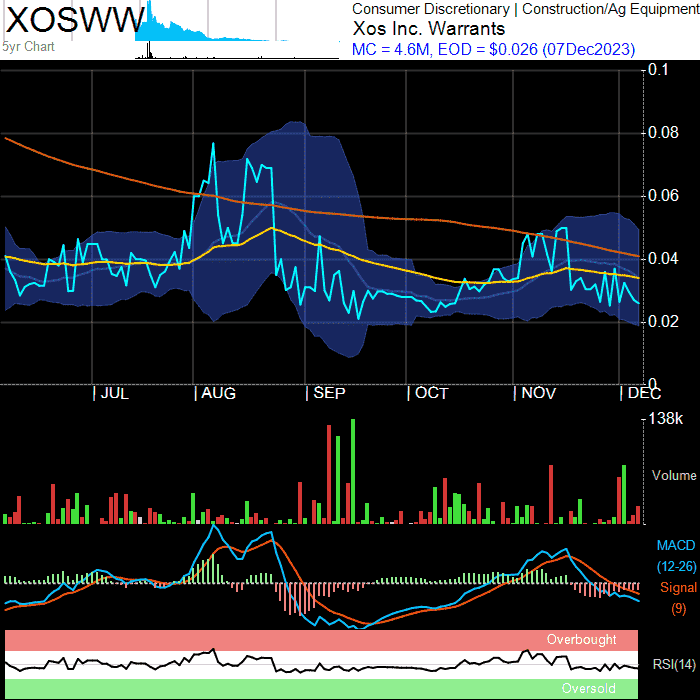 XOSWW
5yr Chart
Consumer Discretionary | Construction/Ag Equipment
Xos Inc. Warrants
MC = 4.6M, EOD = $0.026 (07Dec2023)
0.1
0.08
0.06
0.04
0.02
0
| JUL | AUG | SEP | OCT | NOV | DEC
138k
Volume
MACD
(12-26)
Signal
(9)
Overbought
RSI(14)
Oversold